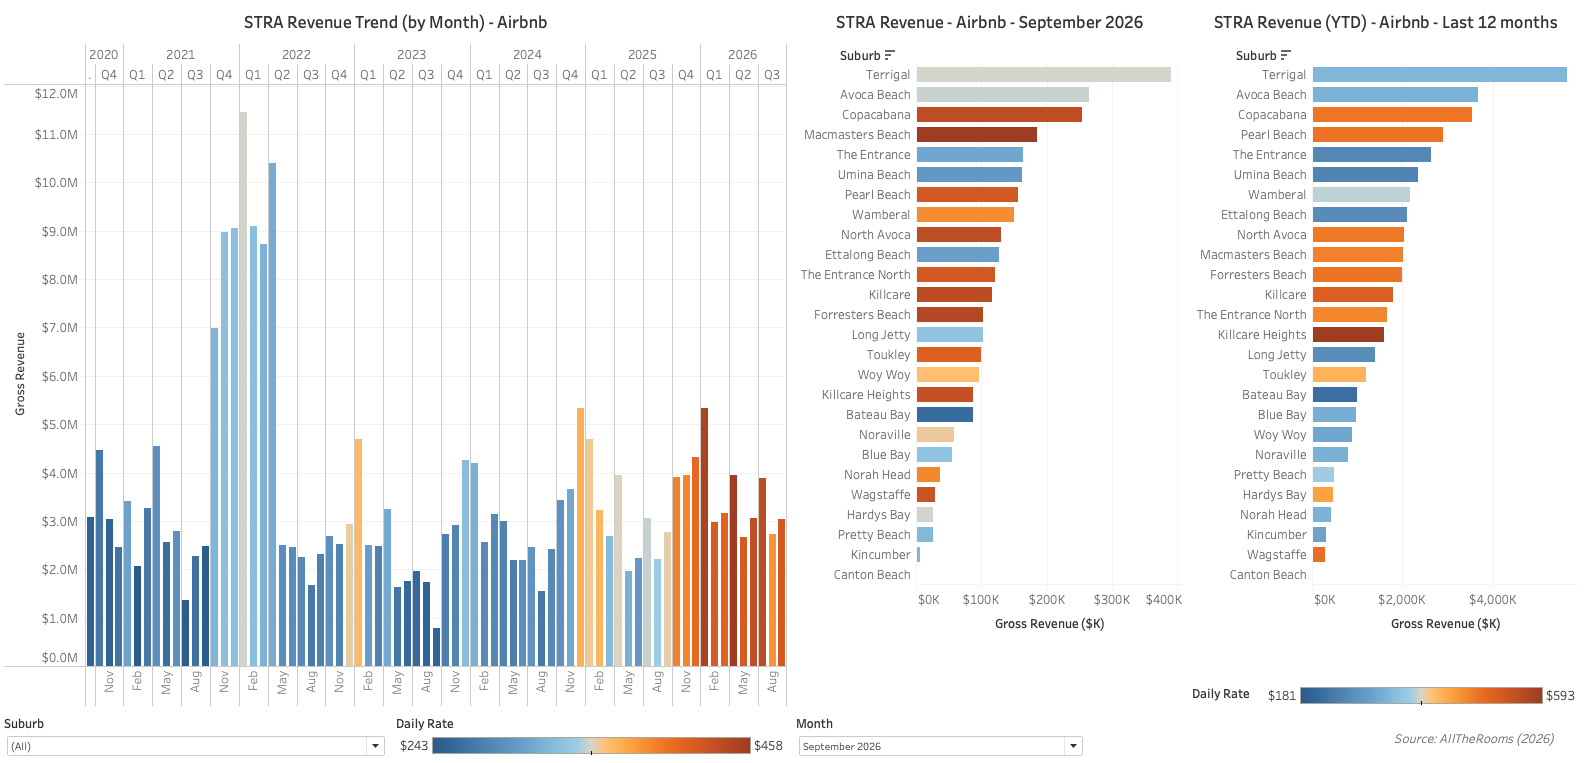 STRA Revenue Trend (by Month) - Airbnb
2020 2021 2022 2023 2024 2025 2026
. Q4 Q1 Q2 Q3 Q4 Q1 Q2 Q3 Q4 Q1 Q2 Q3 Q4 Q1 Q2 Q3 Q4 Q1 Q2 Q3 Q4 Q1 Q2 Q3
$12.0M
$11.0M
$10.0M
$9.0M
$8.0M
$7.0M
$6.0M
$5.0M
$4.0M
$3.0M
$2.0M
$1.0M
$0.0M
Gross Revenue
Nov Feb May Aug Nov Feb May Aug Nov Feb May Aug Nov Feb May Aug Nov Feb May Aug Nov Feb May Aug
STRA Revenue - Airbnb - September 2026
Suburb
Terrigal
Avoca Beach
Copacabana
Macmasters Beach
The Entrance
Umina Beach
Pearl Beach
Wamberal
North Avoca
Ettalong Beach
The Entrance North
Killcare
Forresters Beach
Long Jetty
Toukley
Woy Woy
Killcare Heights
Bateau Bay
Noraville
Blue Bay
Norah Head
Wagstaffe
Hardys Bay
Pretty Beach
Kincumber
Canton Beach
$0K $100K $200K $300K $400K
Gross Revenue ($K)
STRA Revenue (YTD) - Airbnb - Last 12 months
Suburb
Terrigal
Avoca Beach
Copacabana
Pearl Beach
The Entrance
Umina Beach
Wamberal
Ettalong Beach
North Avoca
Macmasters Beach
Forresters Beach
Killcare
The Entrance North
Killcare Heights
Long Jetty
Toukley
Bateau Bay
Blue Bay
Woy Woy
Noraville
Pretty Beach
Hardys Bay
Norah Head
Kincumber
Wagstaffe
Canton Beach
$0K $2,000K $4,000K
Gross Revenue ($K)
Daily Rate $181 $593
Suburb
(All)
Daily Rate
$243 $458
Month
September 2026
Source: AllTheRooms (2026)